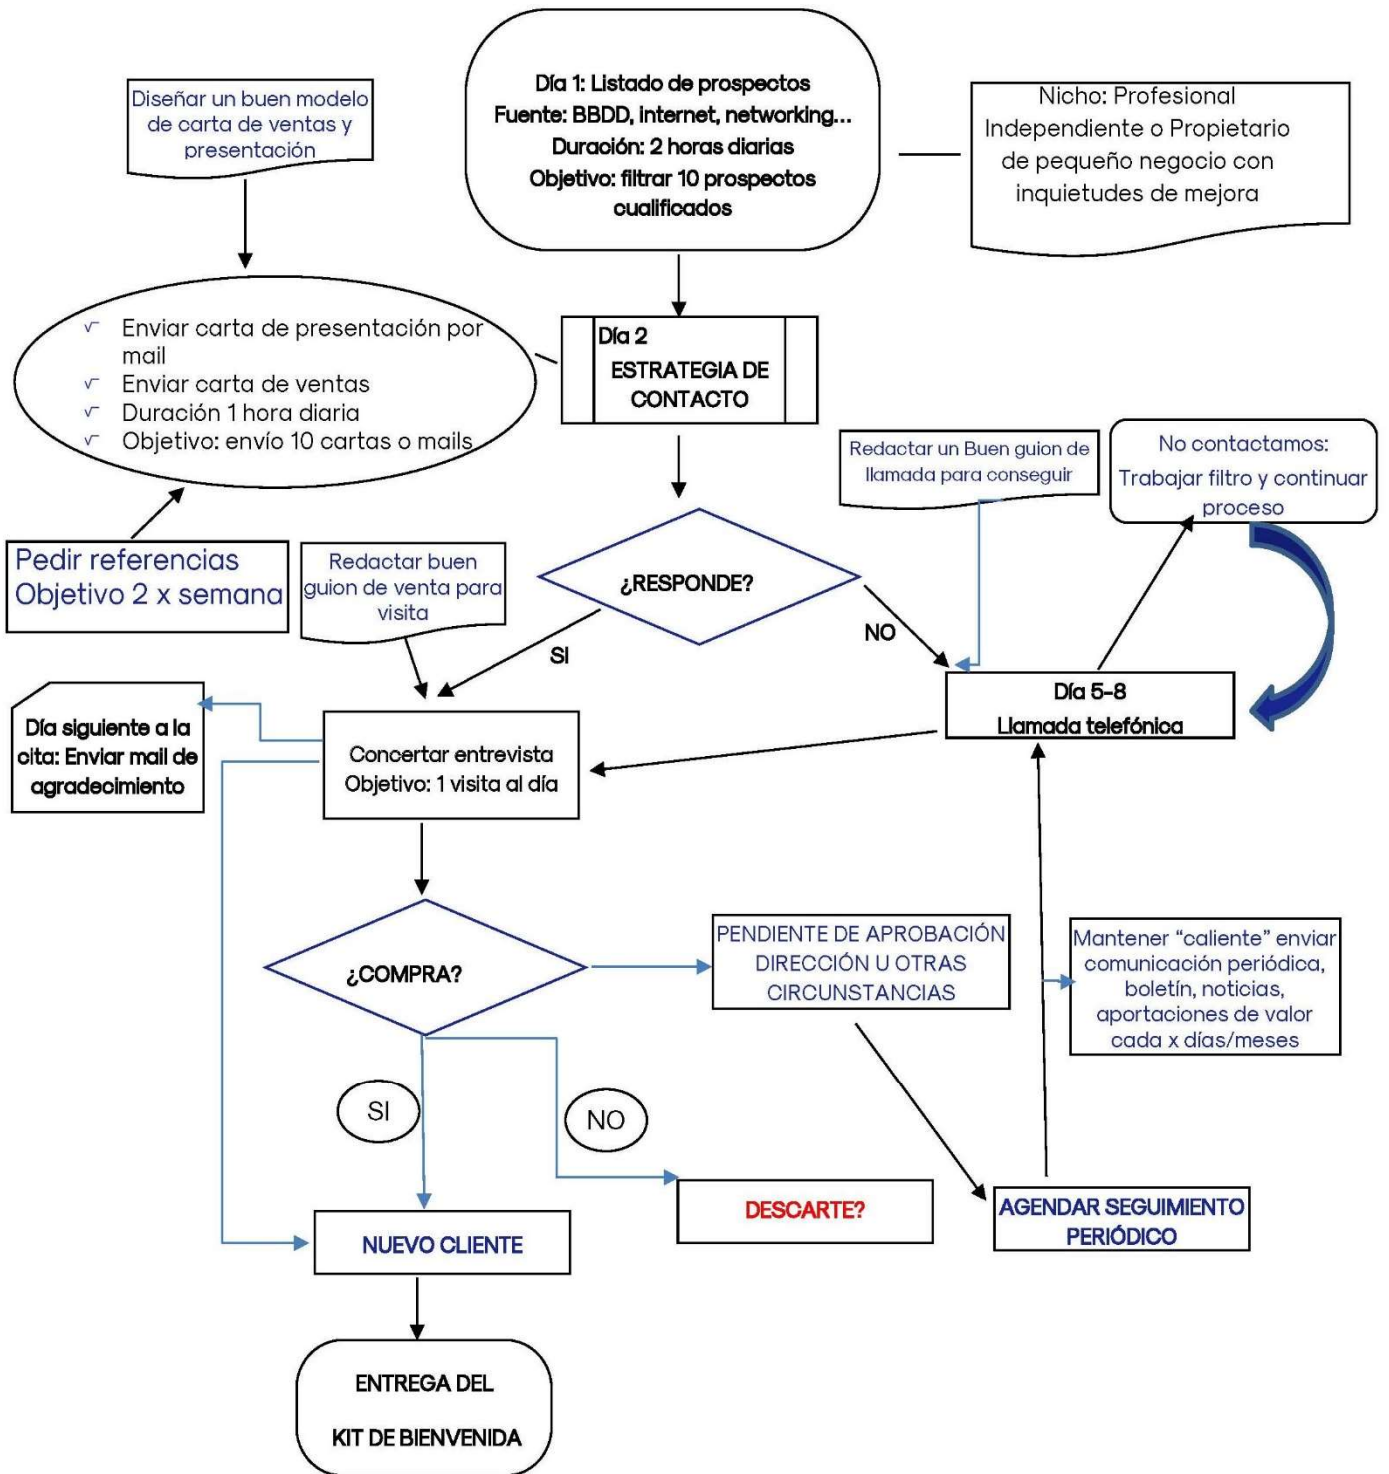 Día 1: Listado de prospectos
Fuente: BBDD, internet, networking...
Duración: 2 horas diarias
Objetivo: filtrar 10 prospectos
cualificados
Diseñar un buen modelo
de carta de ventas y
presentación
Nicho: Profesional
Independiente o Propietario
de pequeño negocio con
inquietudes de mejora
√ Enviar carta de presentación por
mail
√ Enviar carta de ventas
√ Duración 1 hora diaria
√ Objetivo: envío 10 cartas o mails
Día 2
ESTRATEGIA DE
CONTACTO
Redactar un Buen guion de
llamada para conseguir
No contactamos:
Trabajar filtro y continuar
proceso
Pedir referencias
Objetivo 2 x semana
Redactar buen
guion de venta para
visita
¿RESPONDE?
SI
NO
Día 5-8
Llamada telefónica
Día siguiente a la
cita: Enviar mail de
agradecimiento
Concertar entrevista
Objetivo: 1 visita al día
¿COMPRA?
PENDIENTE DE APROBACIÓN
DIRECCIÓN U OTRAS
CIRCUNSTANCIAS
Mantener “caliente” enviar
comunicación periódica,
boletín, noticias,
aportaciones de valor
cada x días/meses
SI
NO
DESCARTE?
AGENDAR SEGUIMIENTO
PERIÓDICO
NUEVO CLIENTE
ENTREGA DEL
KIT DE BIENVENIDA